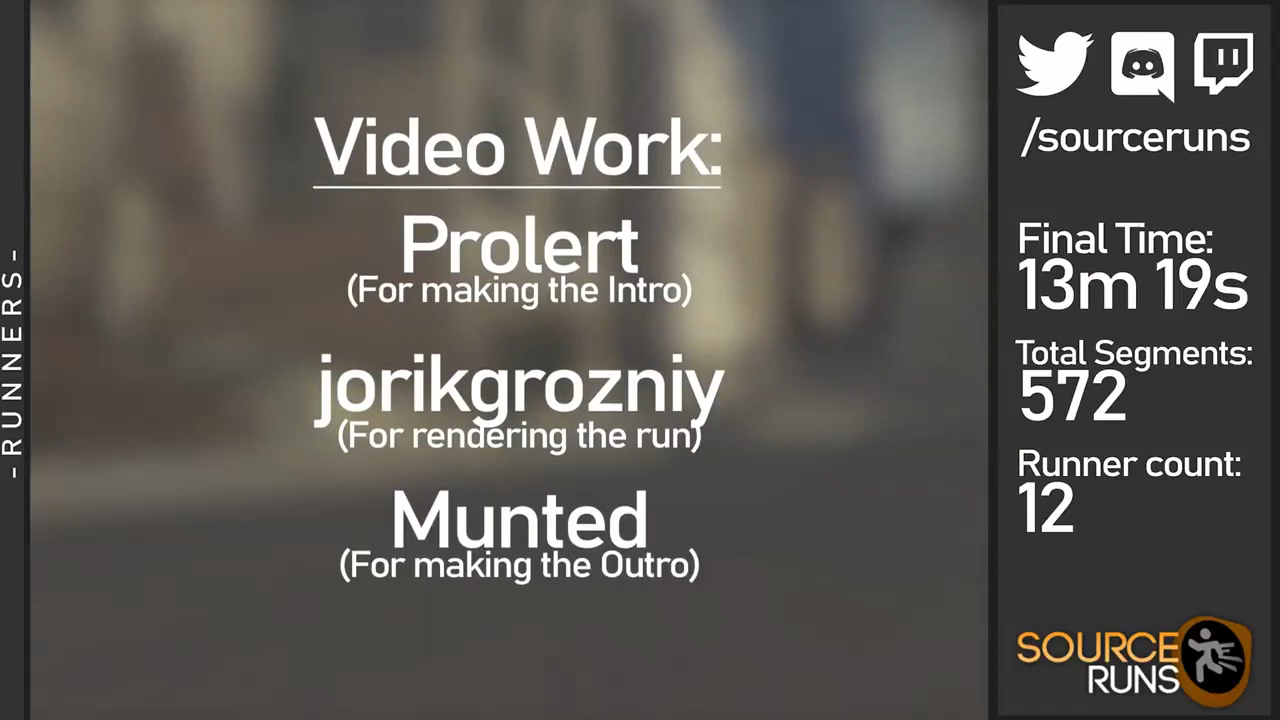 -RUNNERS-
Video Work:
Prolert
(For making the Intro)
jorikgrozniy
(For rendering the run)
Munted
(For making the Outro)
/sourceruns
Final Time:
13m 19s
Total Segments:
572
Runner count:
12
SOURCE
RUNS